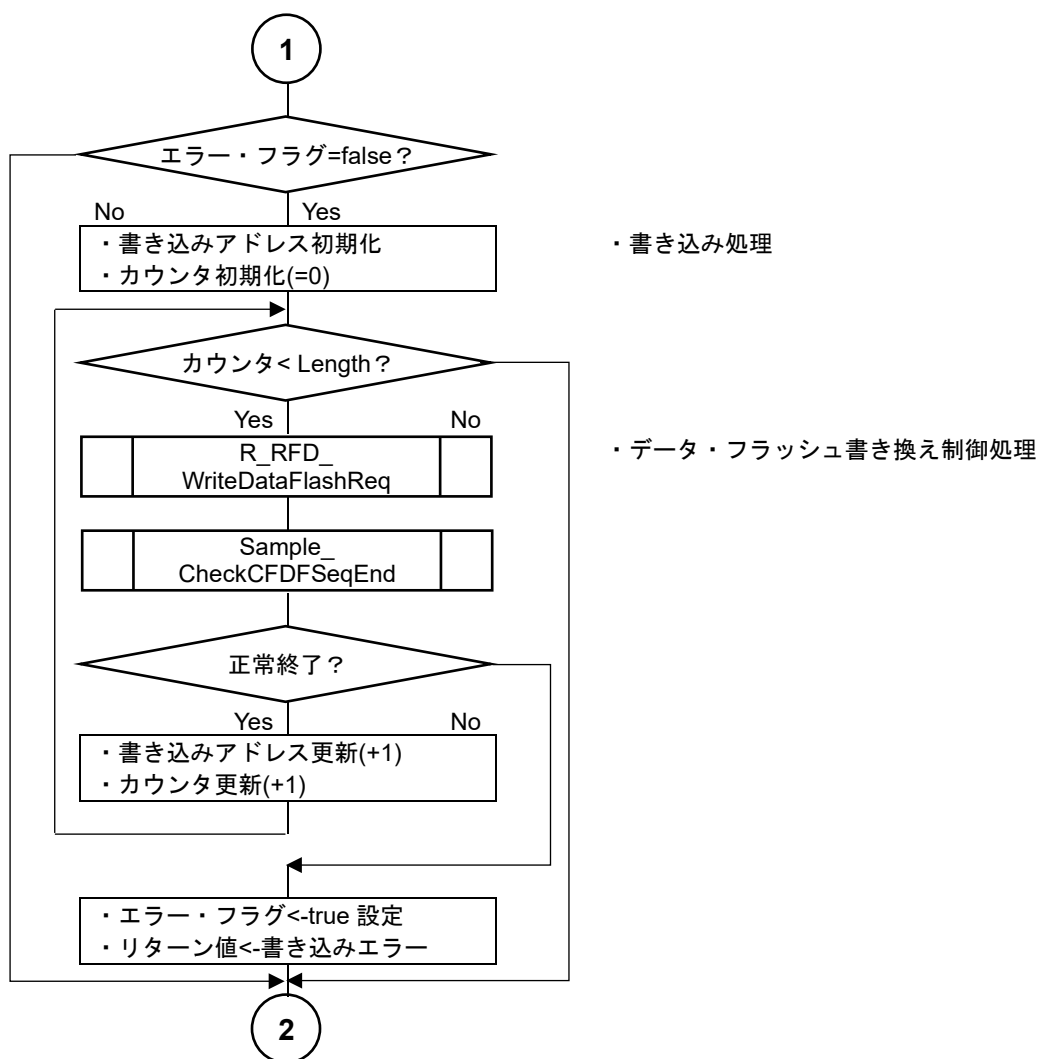 1
エラー・フラグ=false？
No
Yes
・書き込みアドレス初期化
・カウンタ初期化(=0)
・書き込み処理
カウンタ< Length？
Yes
No
R_RFD_
WriteDataFlashReq
・データ・フラッシュ書き換え制御処理
Sample_
CheckCFDFSeqEnd
正常終了？
Yes
No
・書き込みアドレス更新(+1)
・カウンタ更新(+1)
・エラー・フラグ<-true 設定
・リターン値<-書き込みエラー
2